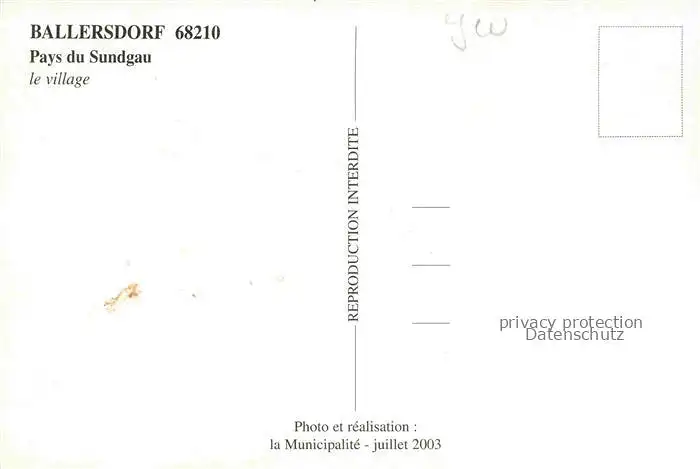 BALLERSDORF 68210
Pays du Sundgau
le village
REPRODUCTION INTERDITE
privacy protection
Datenschutz
Photo et réalisation :
la Municipalité - juillet 2003